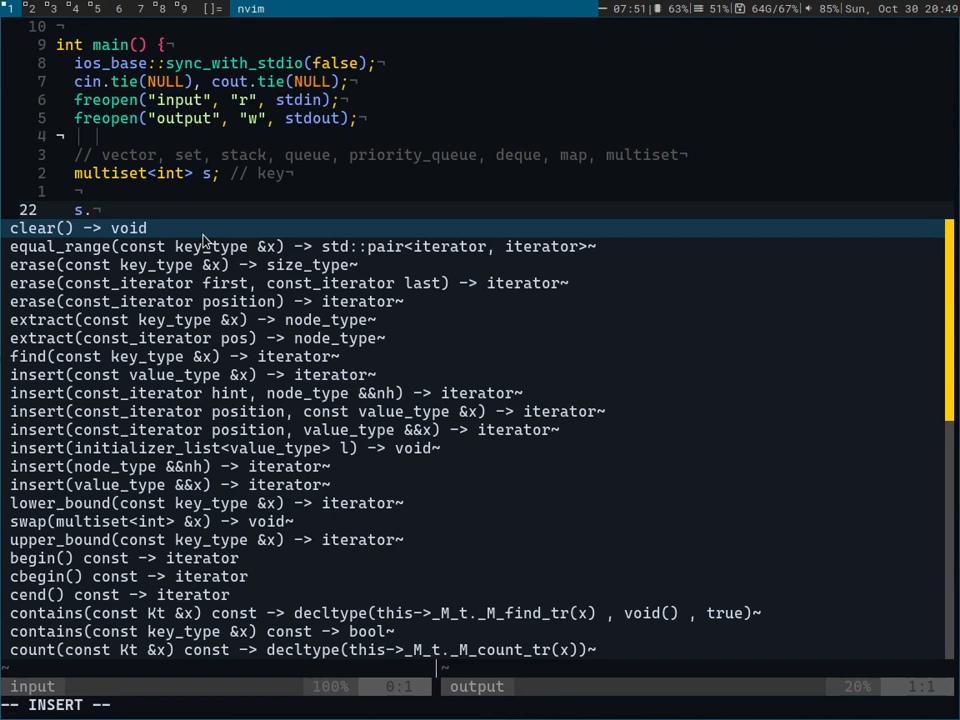 1 2 3 4 5 6 7 8 9 []= nvim 07:51 63% 51% 64G/67% 85% Sun, Oct 30 20:49
10 ¬
9 int main() {¬
8 ios_base::sync_with_stdio(false);¬
7 cin.tie(NULL), cout.tie(NULL);¬
6 freopen("input", "r", stdin);¬
5 freopen("output", "w", stdout);¬
4 ¬
3 // vector, set, stack, queue, priority_queue, deque, map, multiset¬
2 multiset<int> s; // key¬
1 ¬
22 s.¬
clear() -> void
equal_range(const key_type &x) -> std::pair<iterator, iterator>~
erase(const key_type &x) -> size_type~
erase(const_iterator first, const_iterator last) -> iterator~
erase(const_iterator position) -> iterator~
extract(const key_type &x) -> node_type~
extract(const_iterator pos) -> node_type~
find(const key_type &x) -> iterator~
insert(const value_type &x) -> iterator~
insert(const_iterator hint, node_type &&nh) -> iterator~
insert(const_iterator position, const value_type &x) -> iterator~
insert(const_iterator position, value_type &&x) -> iterator~
insert(initializer_list<value_type> l) -> void~
insert(node_type &&nh) -> iterator~
insert(value_type &&x) -> iterator~
lower_bound(const key_type &x) -> iterator~
swap(multiset<int> &x) -> void~
upper_bound(const key_type &x) -> iterator~
begin() const -> iterator
cbegin() const -> iterator
cend() const -> iterator
contains(const Kt &x) const -> decltype(this->_M_t._M_find_tr(x) , void() , true)~
contains(const key_type &x) const -> bool~
count(const Kt &x) const -> decltype(this->_M_t._M_count_tr(x))~
~ ~
input 100% 0:1 output 20% 1:1
-- INSERT --